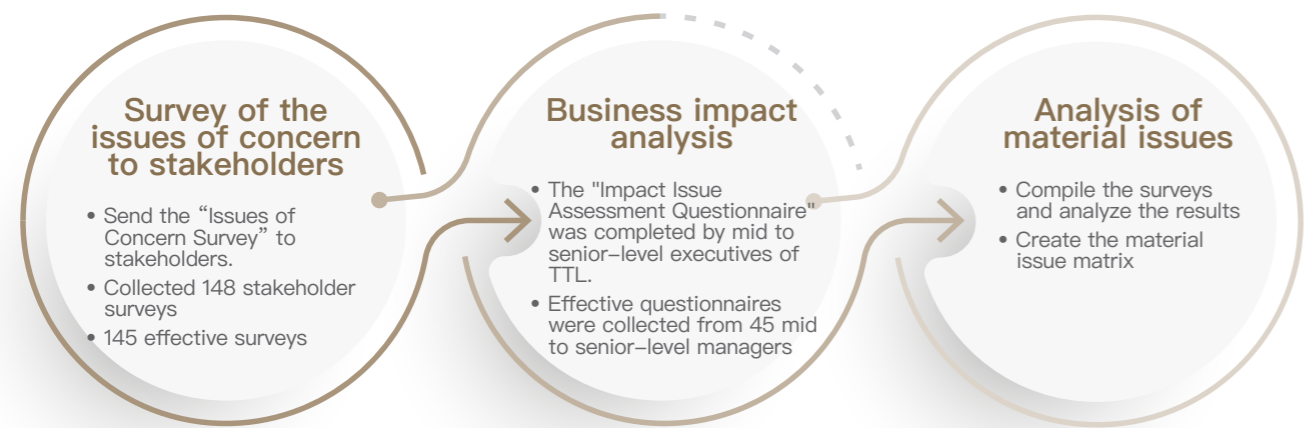 Survey of the
issues of concern
to stakeholders
• Send the “Issues of
Concern Survey” to
stakeholders.
• Collected 148 stakeholder
surveys
• 145 effective surveys
Business impact
analysis
• The "Impact Issue
Assessment Questionnaire"
was completed by mid to
senior–level executives of
TTL.
• Effective questionnaires
were collected from 45 mid
to senior–level managers
Analysis of
material issues
• Compile the surveys
and analyze the results
• Create the material
issue matrix